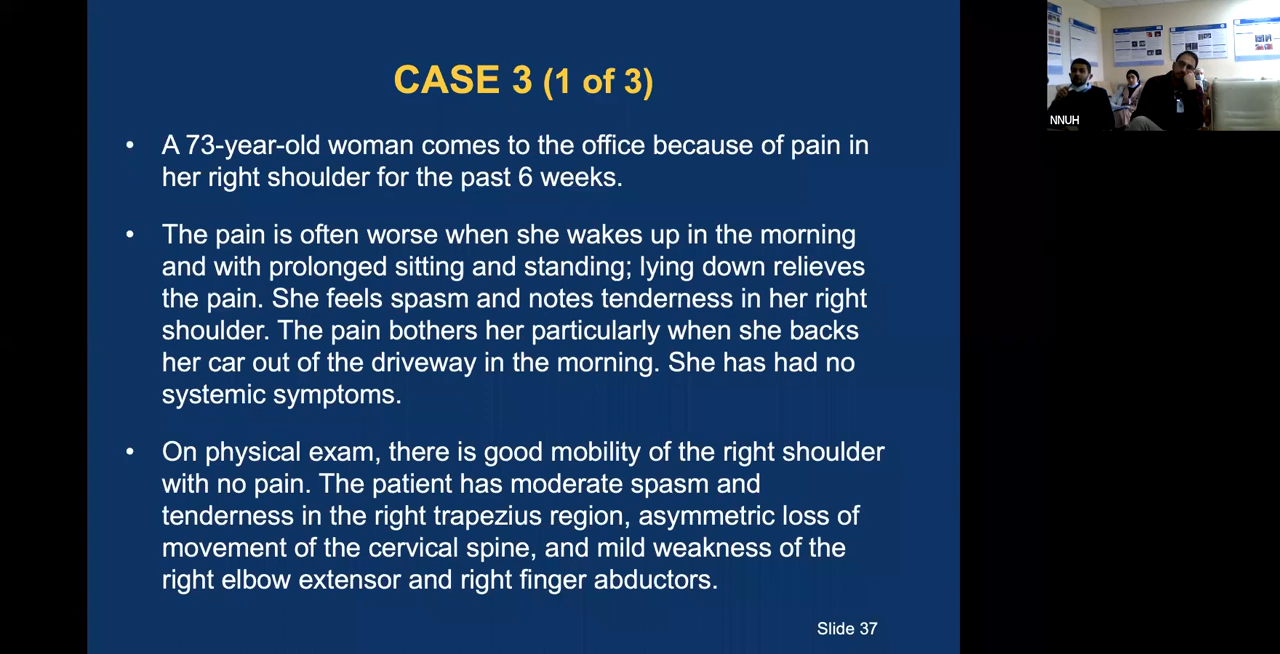 CASE 3 (1 of 3)
• A 73-year-old woman comes to the office because of pain in
her right shoulder for the past 6 weeks.
• The pain is often worse when she wakes up in the morning
and with prolonged sitting and standing; lying down relieves
the pain. She feels spasm and notes tenderness in her right
shoulder. The pain bothers her particularly when she backs
her car out of the driveway in the morning. She has had no
systemic symptoms.
• On physical exam, there is good mobility of the right shoulder
with no pain. The patient has moderate spasm and
tenderness in the right trapezius region, asymmetric loss of
movement of the cervical spine, and mild weakness of the
right elbow extensor and right finger abductors.
Slide 37
NNUH